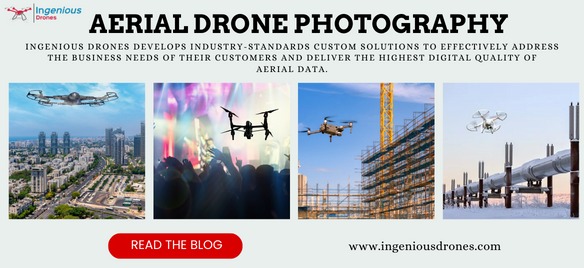 Ingenious
Drones
AERIAL DRONE PHOTOGRAPHY
INGENIOUS DRONES DEVELOPS INDUSTRY-STANDARDS CUSTOM SOLUTIONS TO EFFECTIVELY ADDRESS
THE BUSINESS NEEDS OF THEIR CUSTOMERS AND DELIVER THE HIGHEST DIGITAL QUALITY OF
AERIAL DATA.
READ THE BLOG
www.ingeniousdrones.com